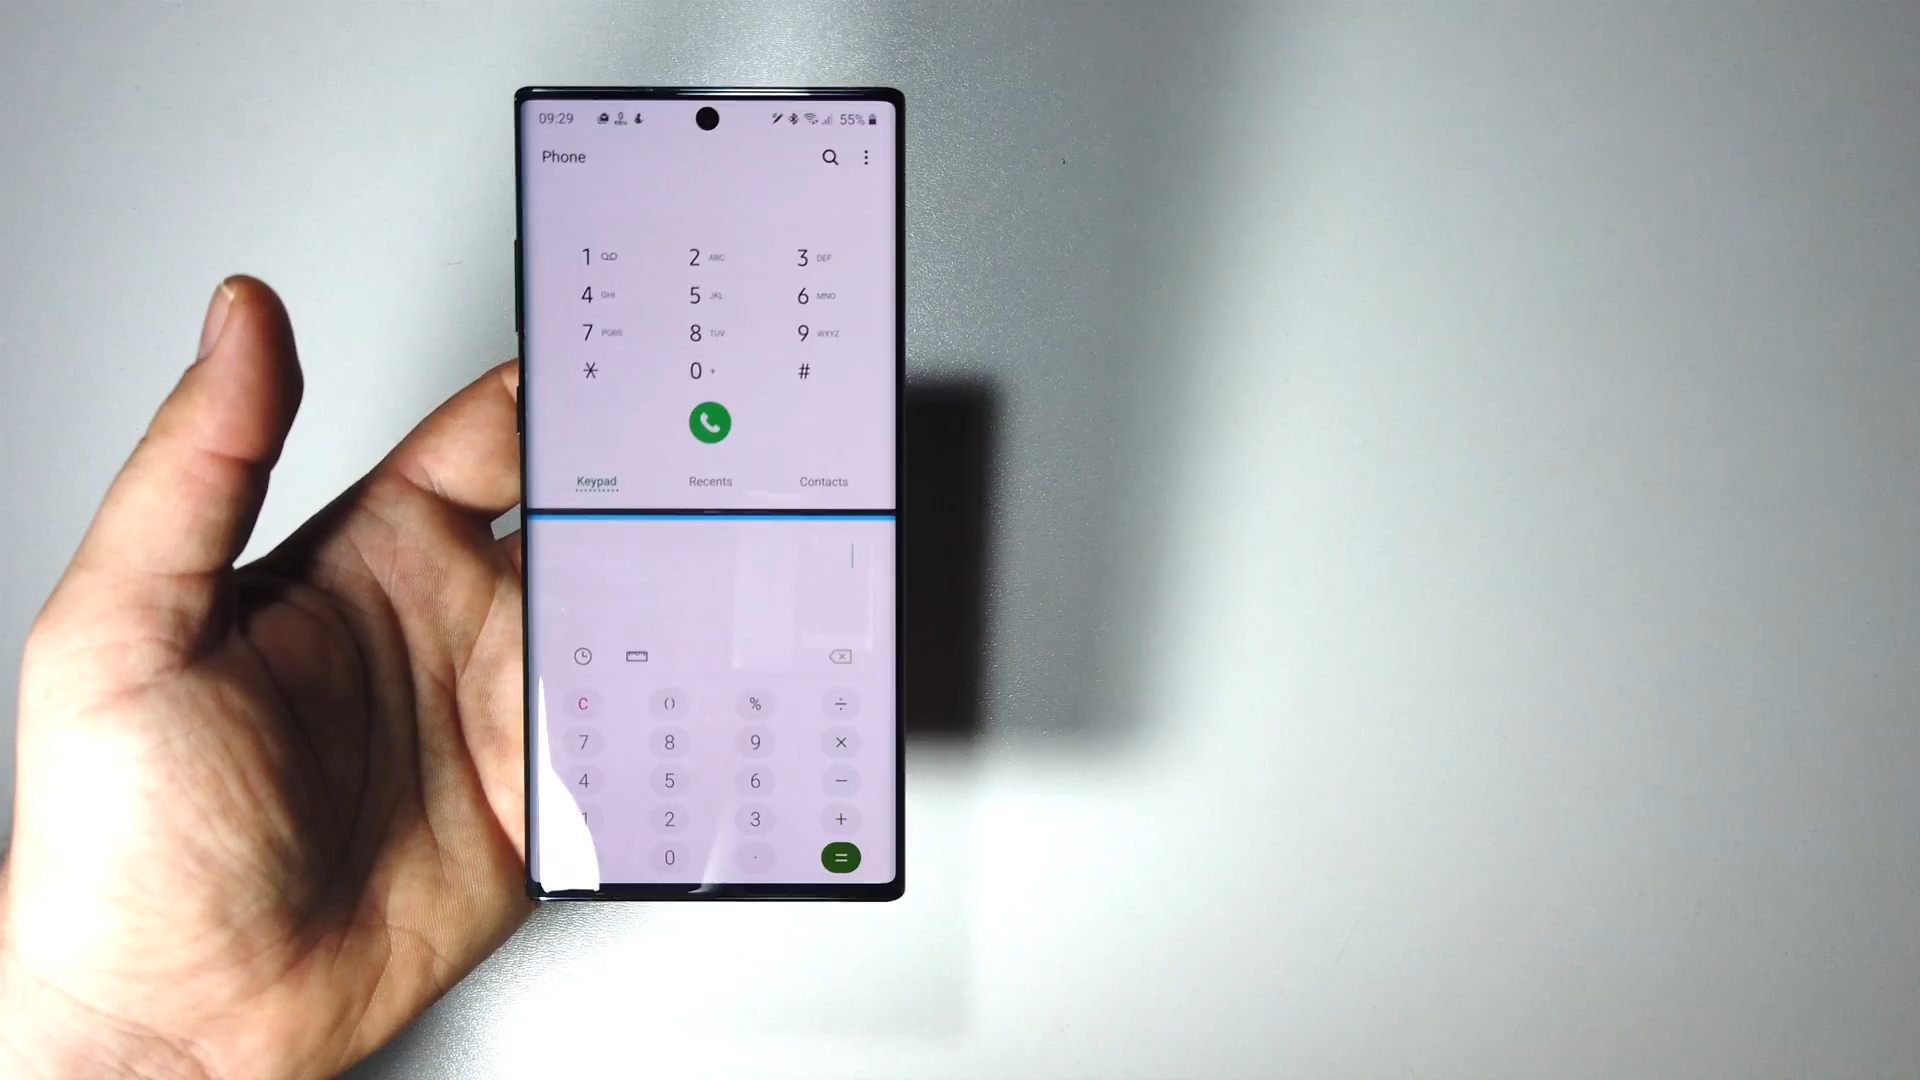 09:29 55%
Phone
1 2 ABC 3 DEF
4 GHI 5 JKL 6 MNO
7 PQRS 8 TUV 9 WXYZ
* 0 + #
Keypad Recents Contacts
C () % ÷
7 8 9 ×
4 5 6 −
1 2 3 +
0 . =